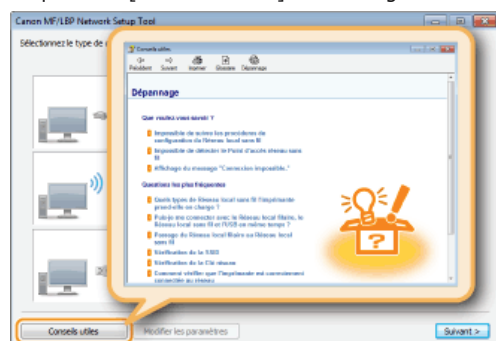 Canon MF/LBP Network Setup Tool
Sélectionnez le type de
Conseils utiles
Précédent Suivant Imprimer Glossaire Dépannage
Dépannage
Que voulez-vous savoir ?
Impossible de suivre les procédures de
configuration du Réseau local sans fil
Impossible de détecter le Point d'accès réseau sans
fil
Affichage du message "Connexion impossible."
Questions les plus fréquentes
Quels types de Réseau local sans fil l'imprimante
prend-elle en charge ?
Puis-je me connecter avec le Réseau local filaire, le
Réseau local sans fil et l'USB en même temps ?
Passage du Réseau local filaire au Réseau local
sans fil
Vérification du SSID
Vérification de la Clé réseau
Comment vérifier que l'imprimante est correctement
connectée au réseau
?
Conseils utiles
Modifier les paramètres
Suivant >